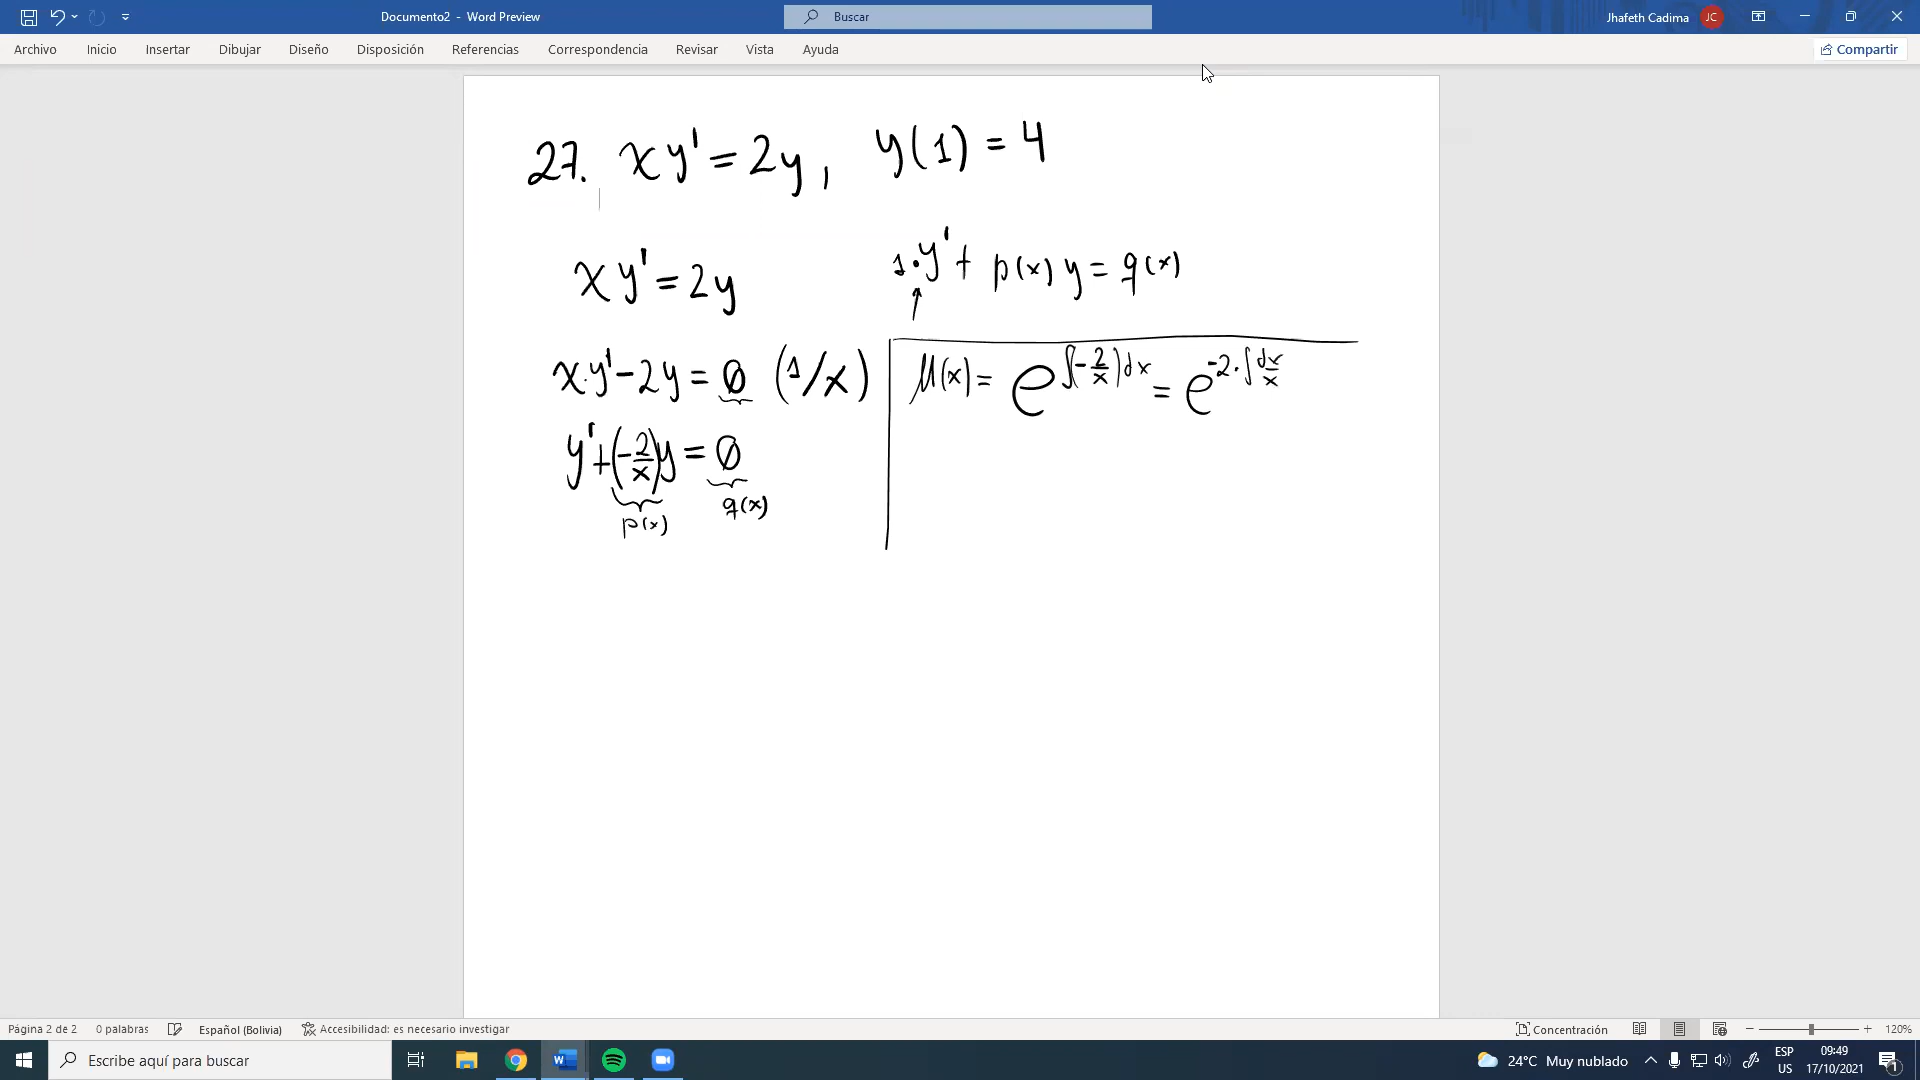 Documento2 - Word Preview
Buscar
Jhafeth Cadima JC
Archivo Inicio Insertar Dibujar Diseño Disposición Referencias Correspondencia Revisar Vista Ayuda Compartir
27. xy' = 2y, y(1) = 4
xy' = 2y
1·y' + p(x) y = q(x)
x·y' - 2y = 0 (1/x)
μ(x) = e^∫(-2/x)dx = e^-2·∫dx/x
y' + (-2/x)y = 0
p(x) q(x)
Página 2 de 2 0 palabras Español (Bolivia) Accesibilidad: es necesario investigar Concentración 120%
Escribe aquí para buscar
24°C Muy nublado
ESP
US
09:49
17/10/2021
1